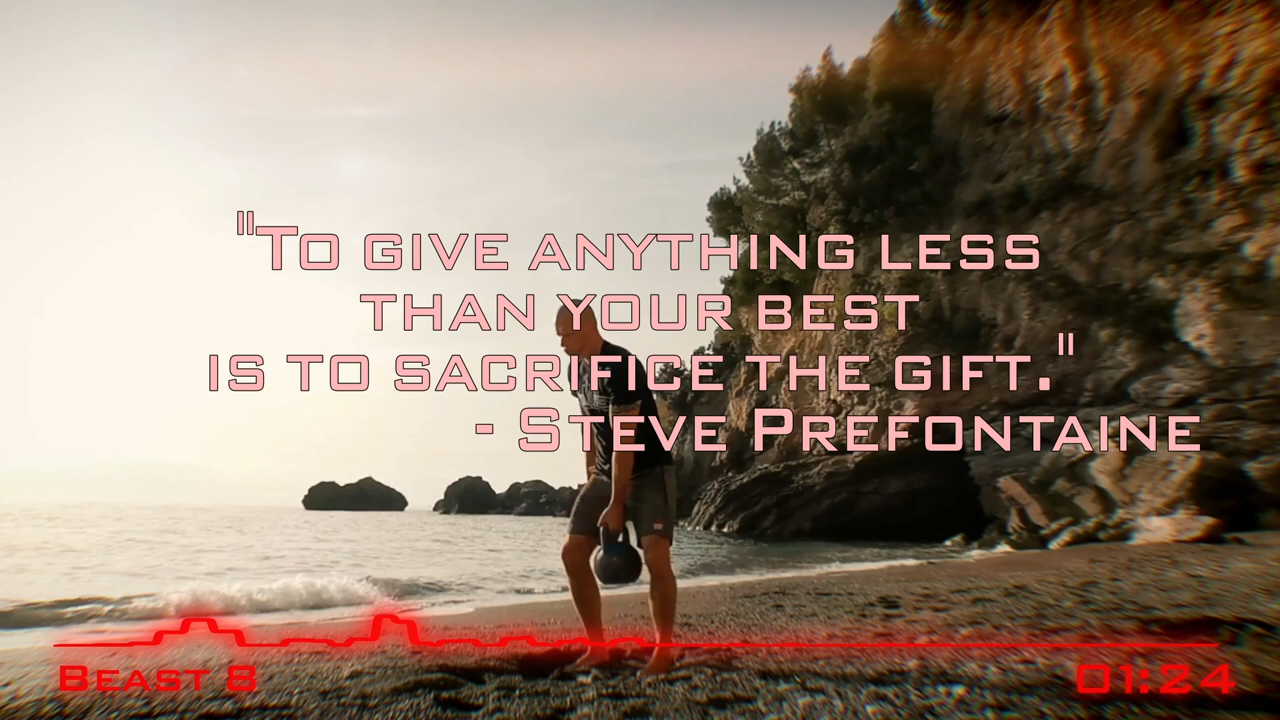 "To give anything less
than your best
is to sacrifice the gift."
- Steve Prefontaine
Beast 8
01:24